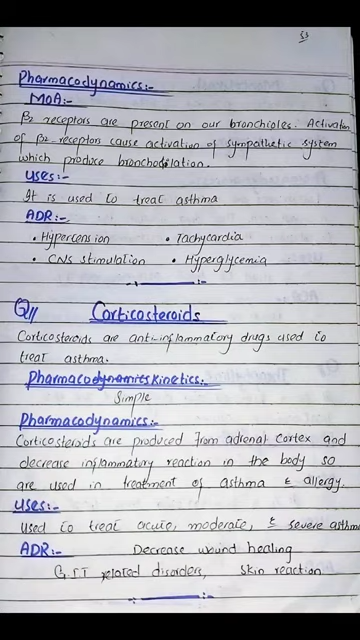 53
Pharmacodynamics:-
MOA:-
β2 receptors are present on our bronchioles. Activation
of β2 receptors cause activation of sympathetic system
which produce bronchodilation.
USES:-
It is used to treat asthma
ADR:-
• Hypertension • Tachycardia
• CNS stimulation • Hyperglycemia
Q// Corticosteroids
Corticosteroids are anti-inflammatory drugs used to
treat asthma.
Pharmacodynamics kinetics:-
Simple
Pharmacodynamics:-
Corticosteroids are produced from adrenal cortex and
decrease inflammatory reaction in the body so
are used in treatment of asthma & allergy.
USES:-
Used to treat acute, moderate, & severe asthma
ADR:- Decrease wound healing
G.I.T related disorders, skin reaction